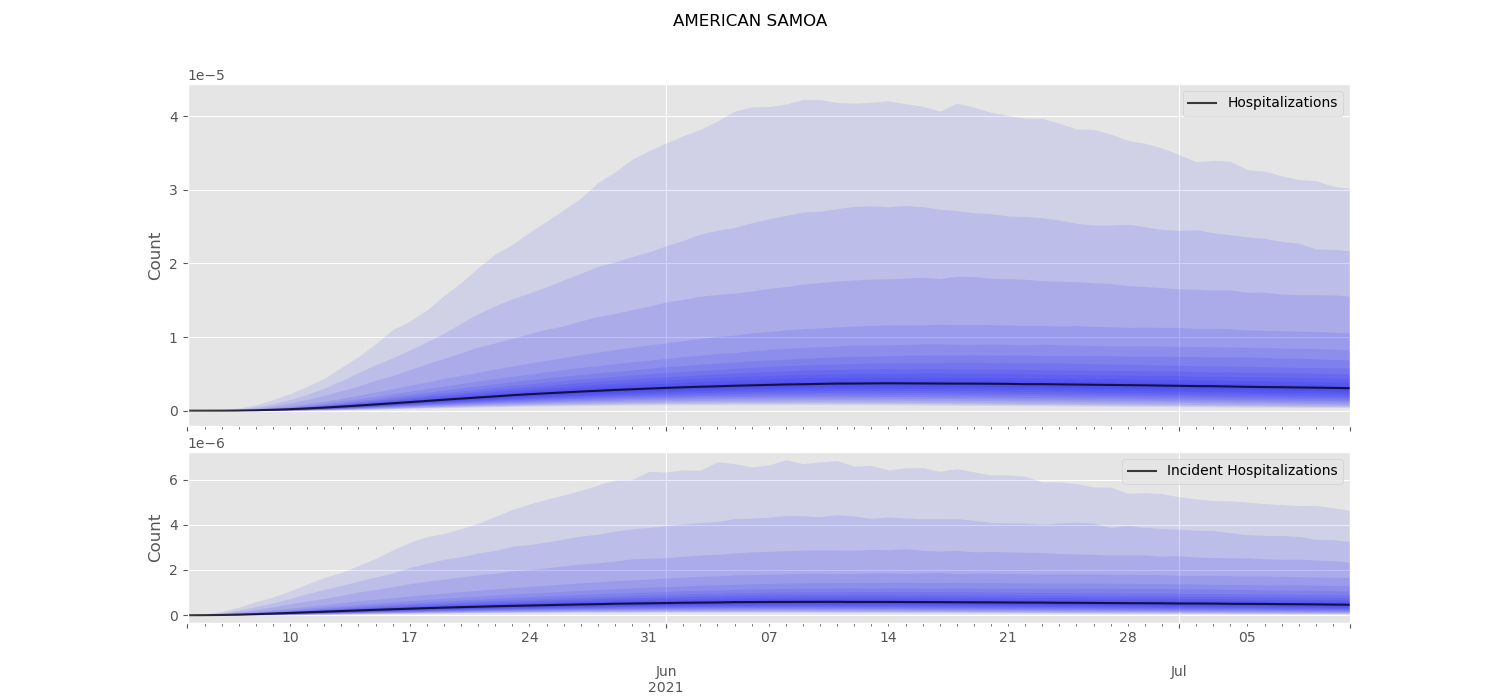 AMERICAN SAMOA
1e−5
Hospitalizations
4
3
2
1
0
Count
1e−6
Incident Hospitalizations
6
4
2
0
Count
10 17 24 31 07 14 21 28 05
Jun Jul
2021